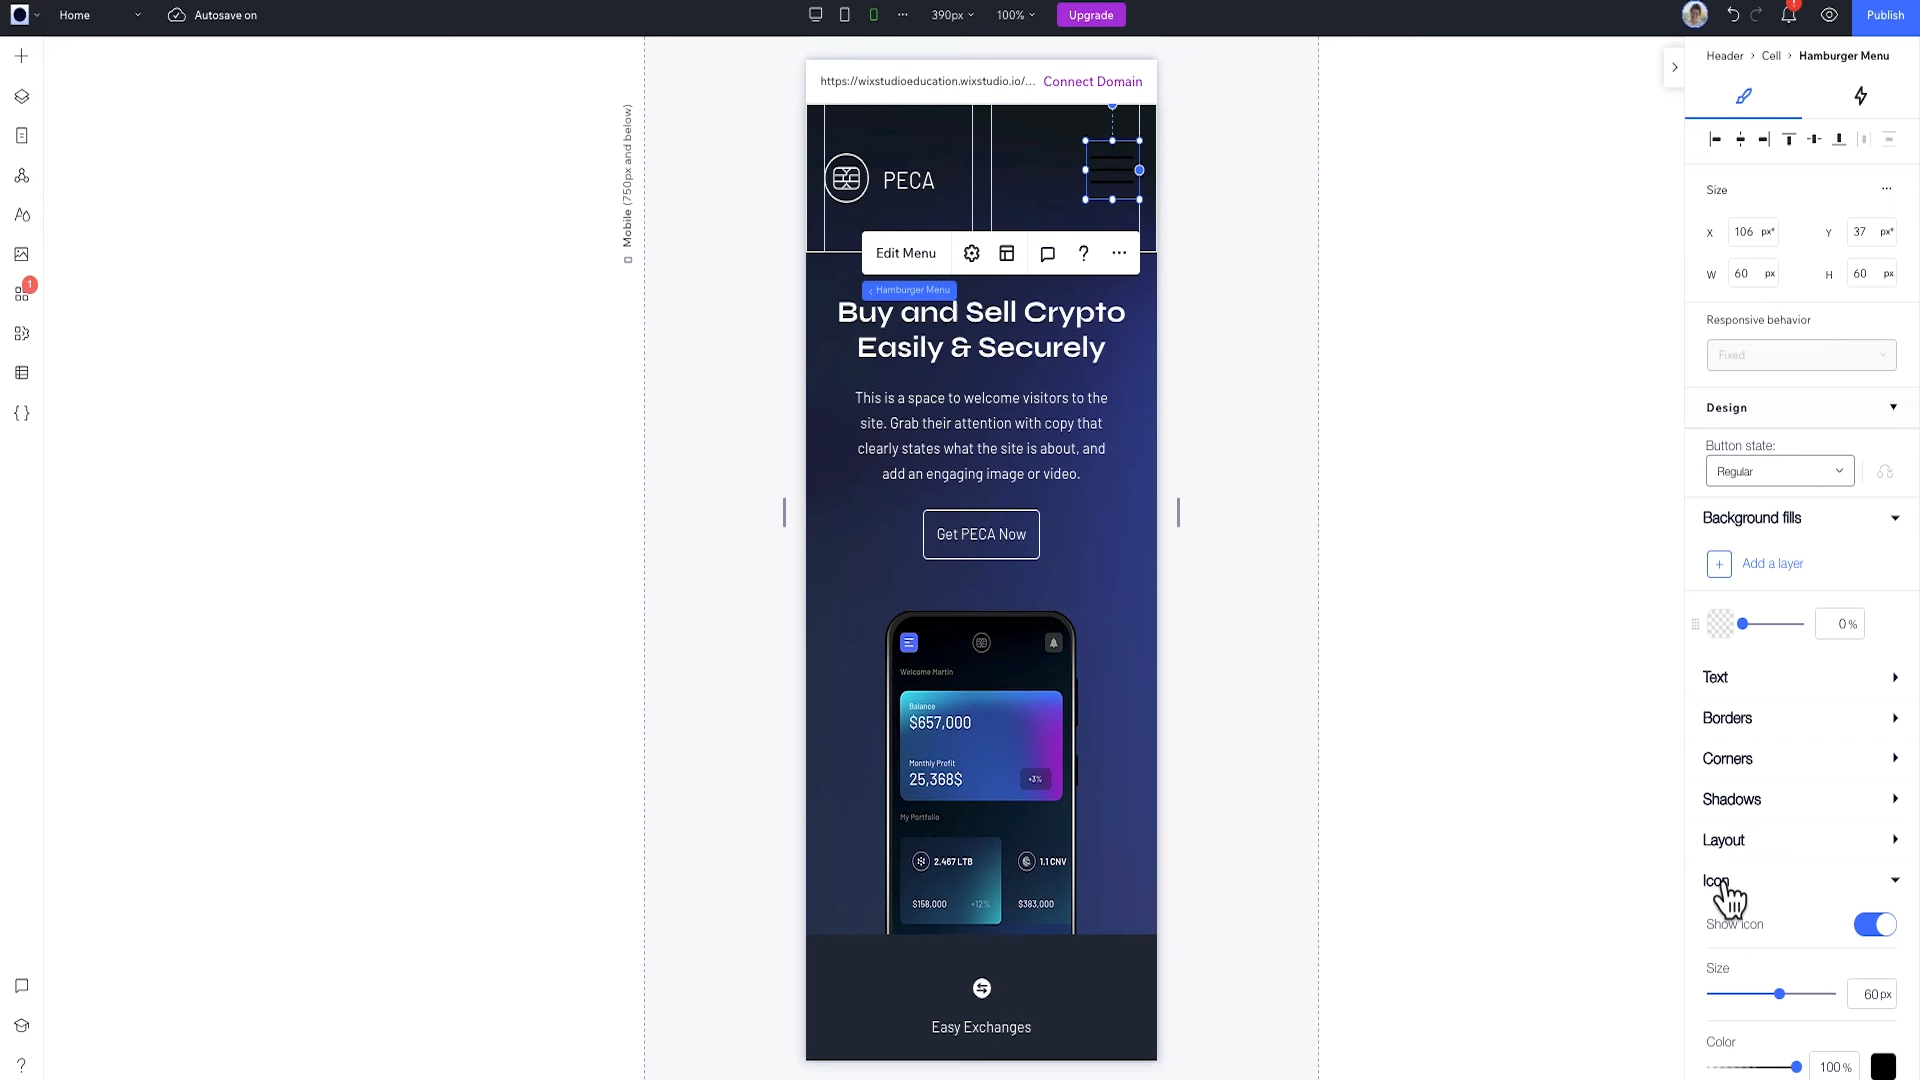 Home
Autosave on
390px
100%
Upgrade
Publish
https://wixstudioeducation.wixstudio.io/... Connect Domain
Mobile (750px and below)
PECA
Edit Menu
?
Hamburger Menu
Buy and Sell Crypto
Easily & Securely
This is a space to welcome visitors to the
site. Grab their attention with copy that
clearly states what the site is about, and
add an engaging image or video.
Get PECA Now
Welcome Martin
Balance
$657,000
Monthly Profit
25,368$
+3%
My Portfolio
2.467 LTB
1.1 CNV
$158,000
+12%
$383,000
Easy Exchanges
1
?
Header > Cell > Hamburger Menu
Size
X 106 px*
Y 37 px*
W 60 px
H 60 px
Responsive behavior
Fixed
Design
Button state:
Regular
Background fills
+ Add a layer
0 %
Text
Borders
Corners
Shadows
Layout
Icon
Show icon
Size
60 px
Color
100 %